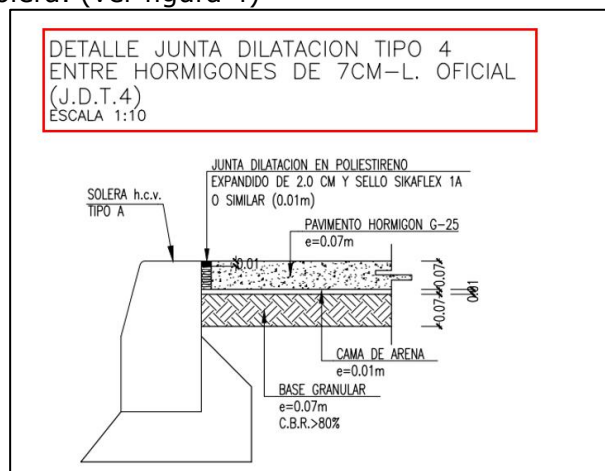 DETALLE JUNTA DILATACION TIPO 4
ENTRE HORMIGONES DE 7CM-L. OFICIAL
(J.D.T.4)
ESCALA 1:10
JUNTA DILATACION EN POLIESTIRENO
EXPANDIDO DE 2.0 CM Y SELLO SIKAFLEX 1A
O SIMILAR (0.01m)
SOLERA h.c.v.
TIPO A
PAVIMENTO HORMIGON G-25
e=0.07m
0.01
0.07
0.07
0.01
CAMA DE ARENA
e=0.01m
BASE GRANULAR
e=0.07m
C.B.R.>80%